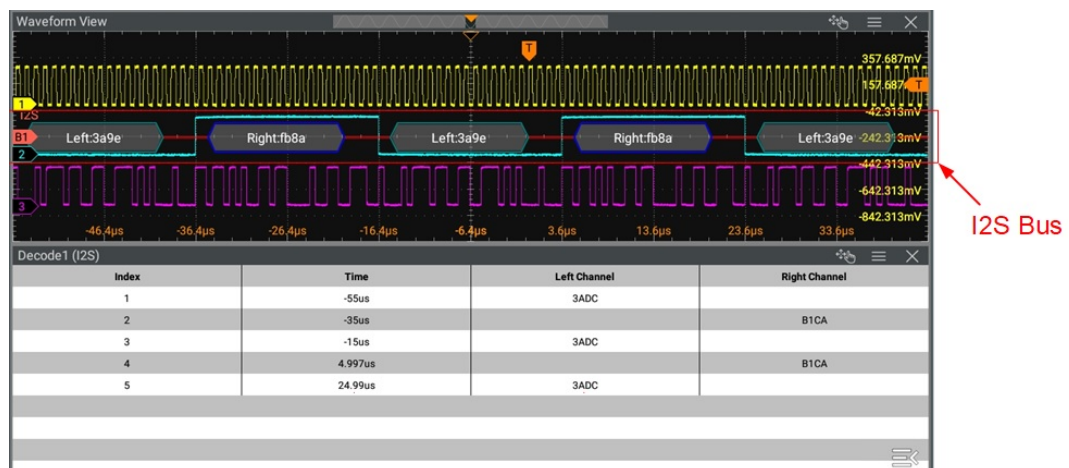 Waveform View
T
357.687mV
157.687 T
1
I2S
-42.313mV
B1 Left:3a9e Right:fb8a Left:3a9e Right:fb8a Left:3a9e -242.313mV
2
-442.313mV
-642.313mV
3
-842.313mV
-46.4µs -36.4µs -26.4µs -16.4µs -6.4µs 3.6µs 13.6µs 23.6µs 33.6µs
I2S Bus
Decode1 (I2S)
Index Time Left Channel Right Channel
1 -55us 3ADC
2 -35us B1CA
3 -15us 3ADC
4 4.997us B1CA
5 24.99us 3ADC